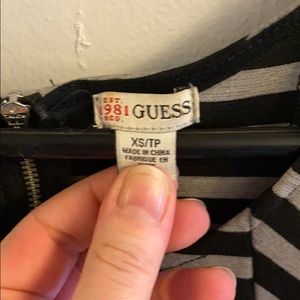 EST.
1981
REG.
GUESS
XS/TP
MADE IN CHINA
FABRIQUE EN